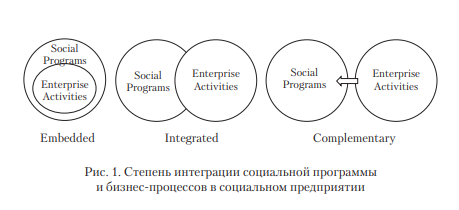 Social
Programs
Enterprise
Activities
Embedded
Social
Programs
Enterprise
Activities
Integrated
Social
Programs
Enterprise
Activities
Complementary
Рис. 1. Степень интеграции социальной программы
и бизнес-процессов в социальном предприятии